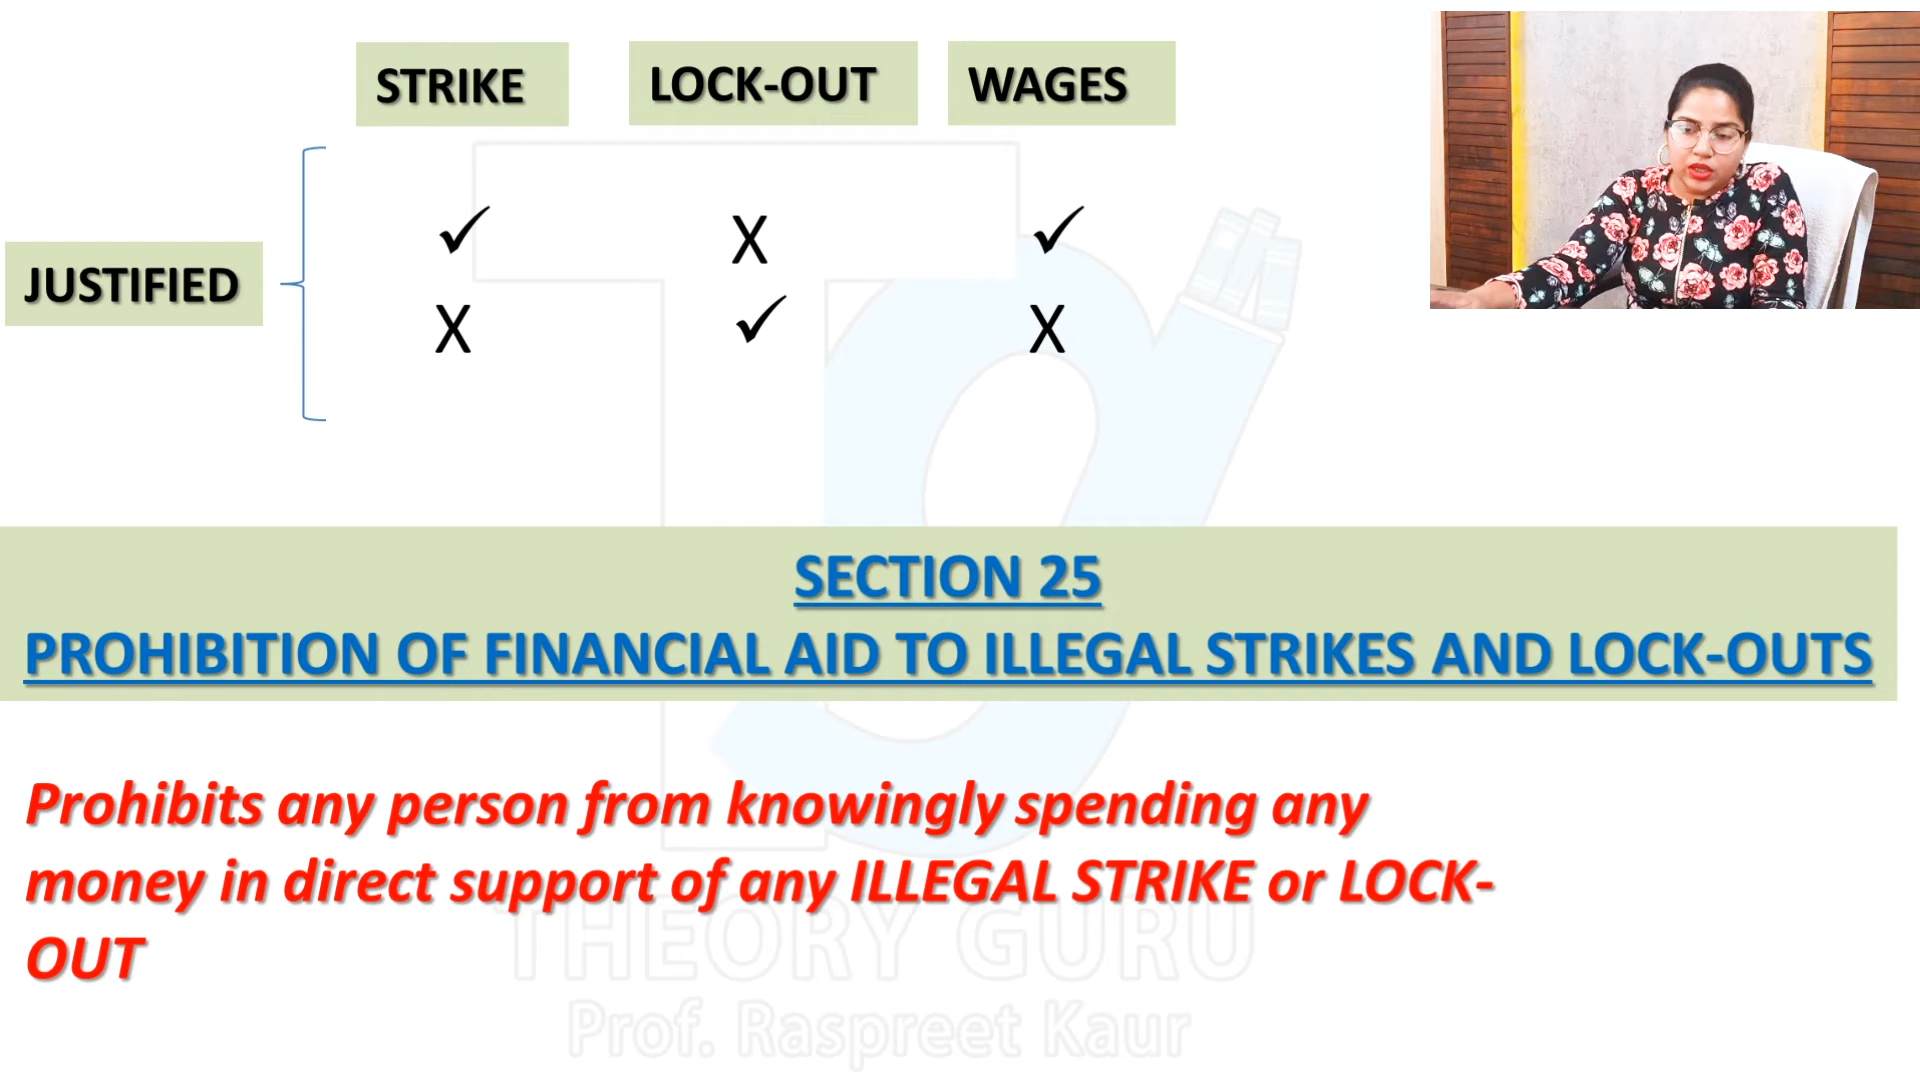 STRIKE LOCK-OUT WAGES
✓ X ✓
JUSTIFIED
X ✓ X
SECTION 25
PROHIBITION OF FINANCIAL AID TO ILLEGAL STRIKES AND LOCK-OUTS
Prohibits any person from knowingly spending any
money in direct support of any ILLEGAL STRIKE or LOCK-
OUT
THEORY GURU
Prof. Raspreet Kaur